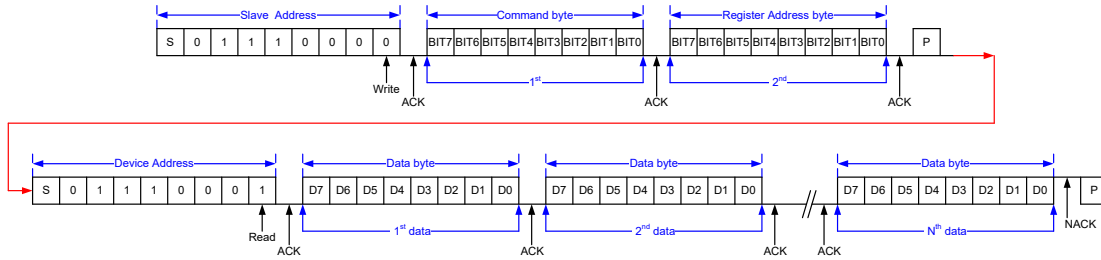 Slave Address Command byte Register Address byte
S 0 1 1 1 0 0 0 0 BIT7 BIT6 BIT5 BIT4 BIT3 BIT2 BIT1 BIT0 BIT7 BIT6 BIT5 BIT4 BIT3 BIT2 BIT1 BIT0 P
1st 2nd
Write ACK ACK ACK
Device Address Data byte Data byte Data byte
S 0 1 1 1 0 0 0 1 D7 D6 D5 D4 D3 D2 D1 D0 D7 D6 D5 D4 D3 D2 D1 D0 // D7 D6 D5 D4 D3 D2 D1 D0 P
1st data 2nd data Nth data
Read ACK ACK ACK ACK NACK